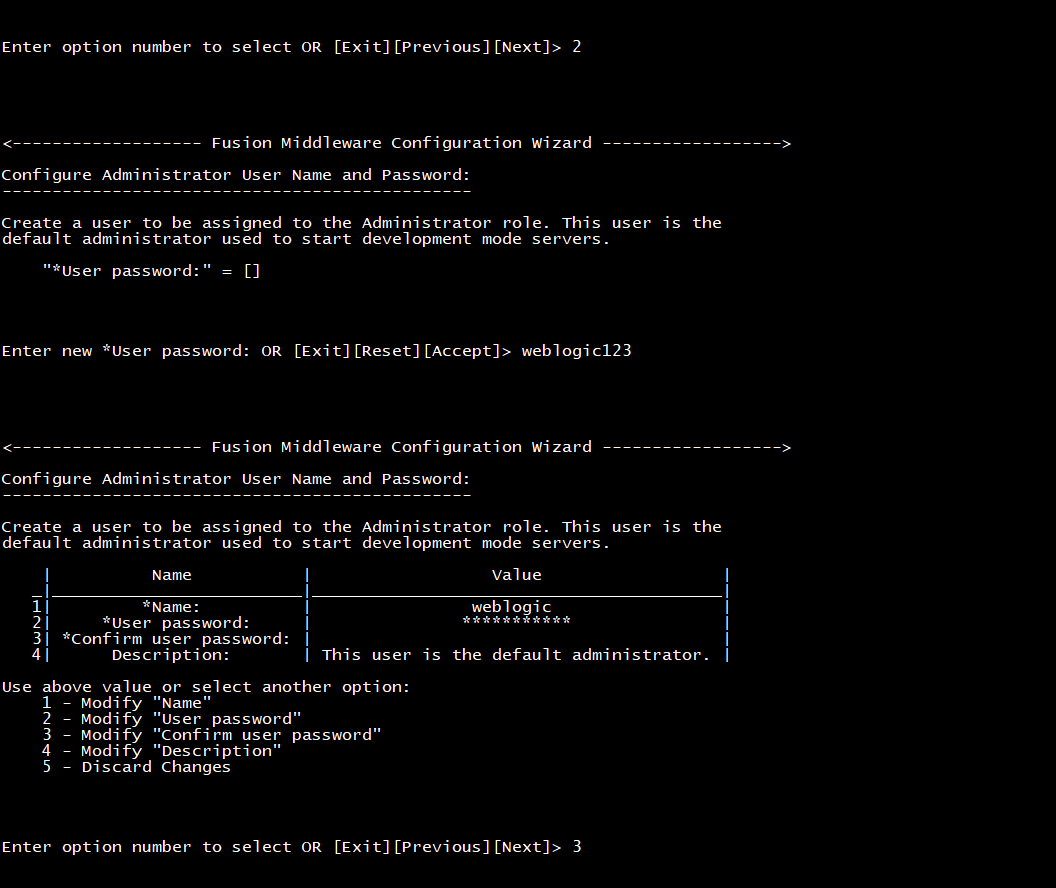 Enter option number to select OR [Exit][Previous][Next]> 2
<------------------- Fusion Middleware Configuration Wizard ------------------>
Configure Administrator User Name and Password:
-----------------------------------------------
Create a user to be assigned to the Administrator role. This user is the
default administrator used to start development mode servers.
    "*User password:" = []
Enter new *User password: OR [Exit][Reset][Accept]> weblogic123
<------------------- Fusion Middleware Configuration Wizard ------------------>
Configure Administrator User Name and Password:
-----------------------------------------------
Create a user to be assigned to the Administrator role. This user is the
default administrator used to start development mode servers.
    |          Name           |                  Value                  |
   _|_________________________|_________________________________________|
   1|         *Name:          |                weblogic                 |
   2|     *User password:     |               ***********               |
   3| *Confirm user password: |                                         |
   4|      Description:       | This user is the default administrator. |
Use above value or select another option:
    1 - Modify "Name"
    2 - Modify "User password"
    3 - Modify "Confirm user password"
    4 - Modify "Description"
    5 - Discard Changes
Enter option number to select OR [Exit][Previous][Next]> 3